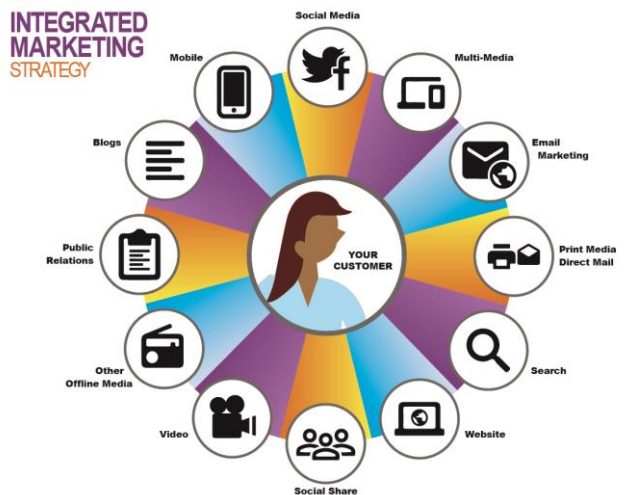 INTEGRATED
MARKETING
STRATEGY
Social Media
Mobile
Multi-Media
Blogs
Email
Marketing
Public
Relations
YOUR
CUSTOMER
Print Media
Direct Mail
Other
Offline Media
Search
Video
Website
Social Share